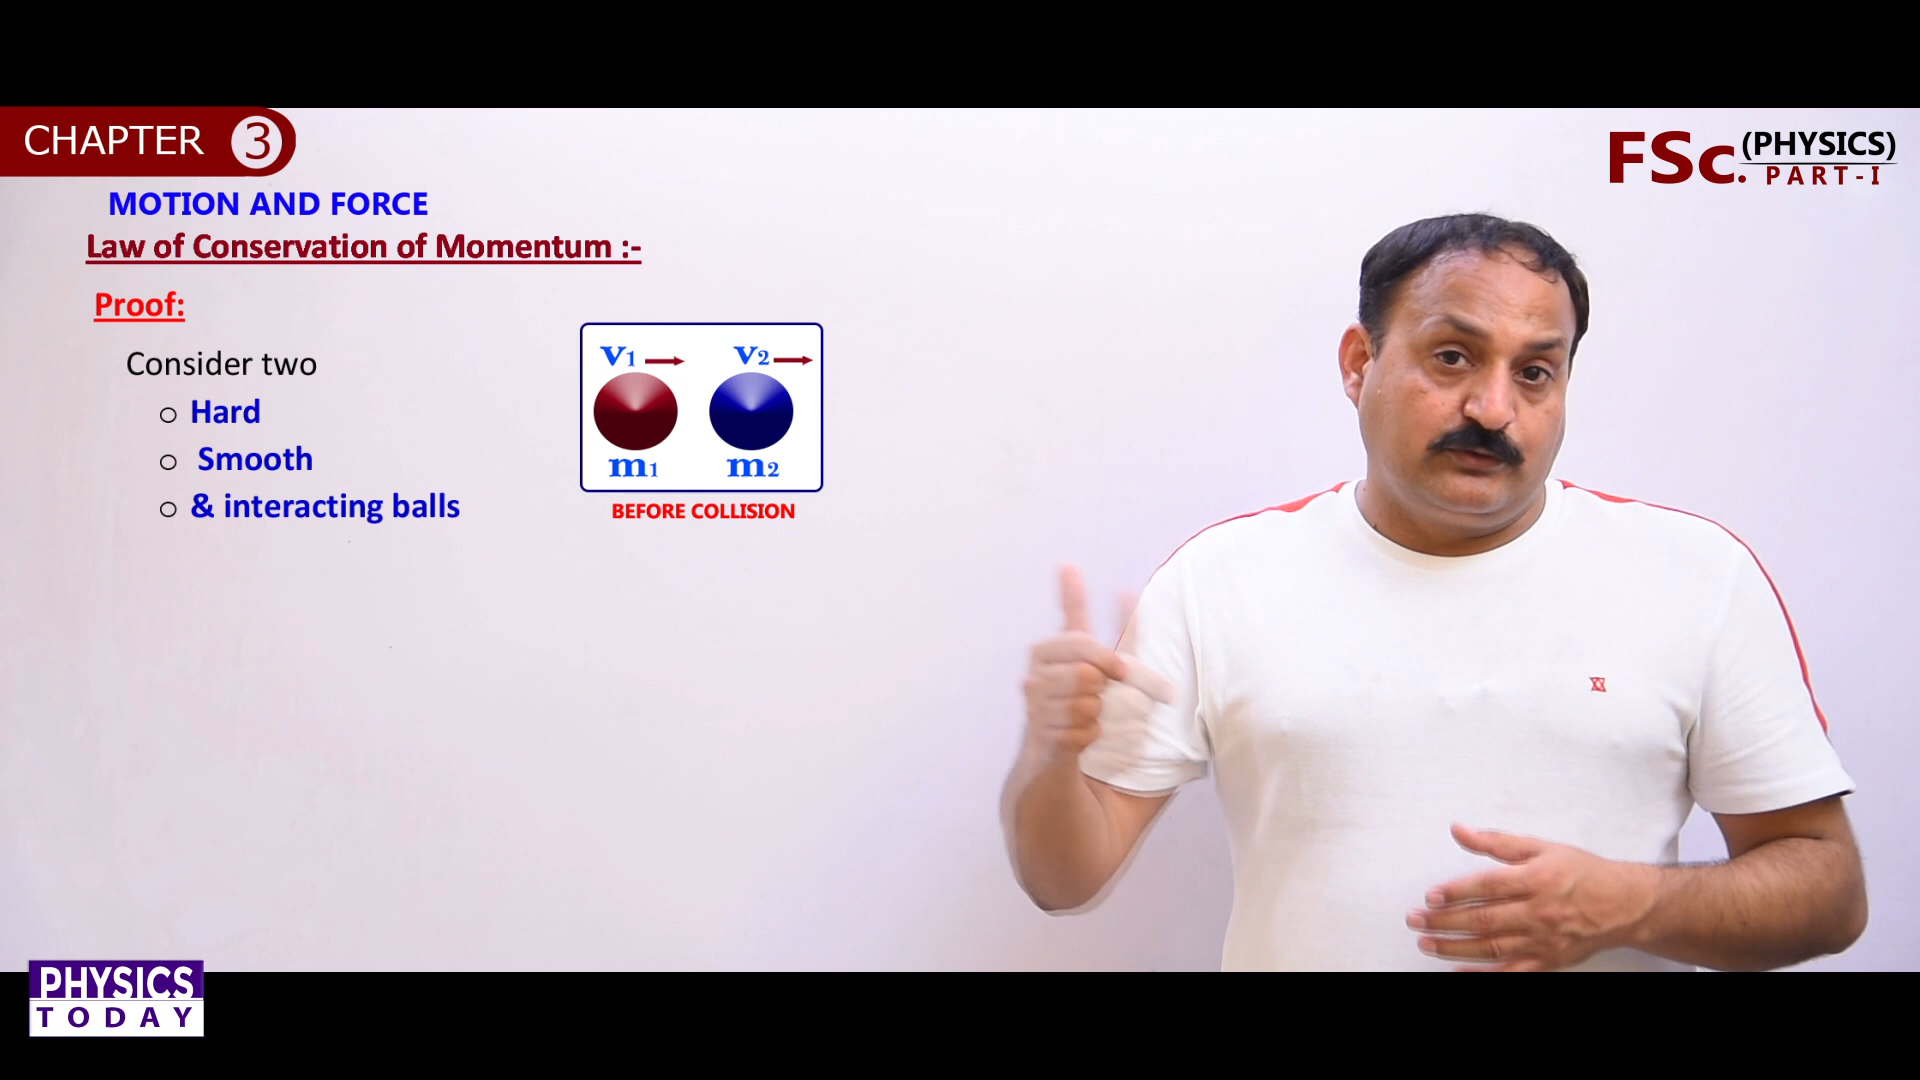 CHAPTER 3
FSc. (PHYSICS)
PART-I
MOTION AND FORCE
Law of Conservation of Momentum :-
Proof:
Consider two
Hard
Smooth
& interacting balls
v1 v2
m1 m2
BEFORE COLLISION
PHYSICS
TODAY